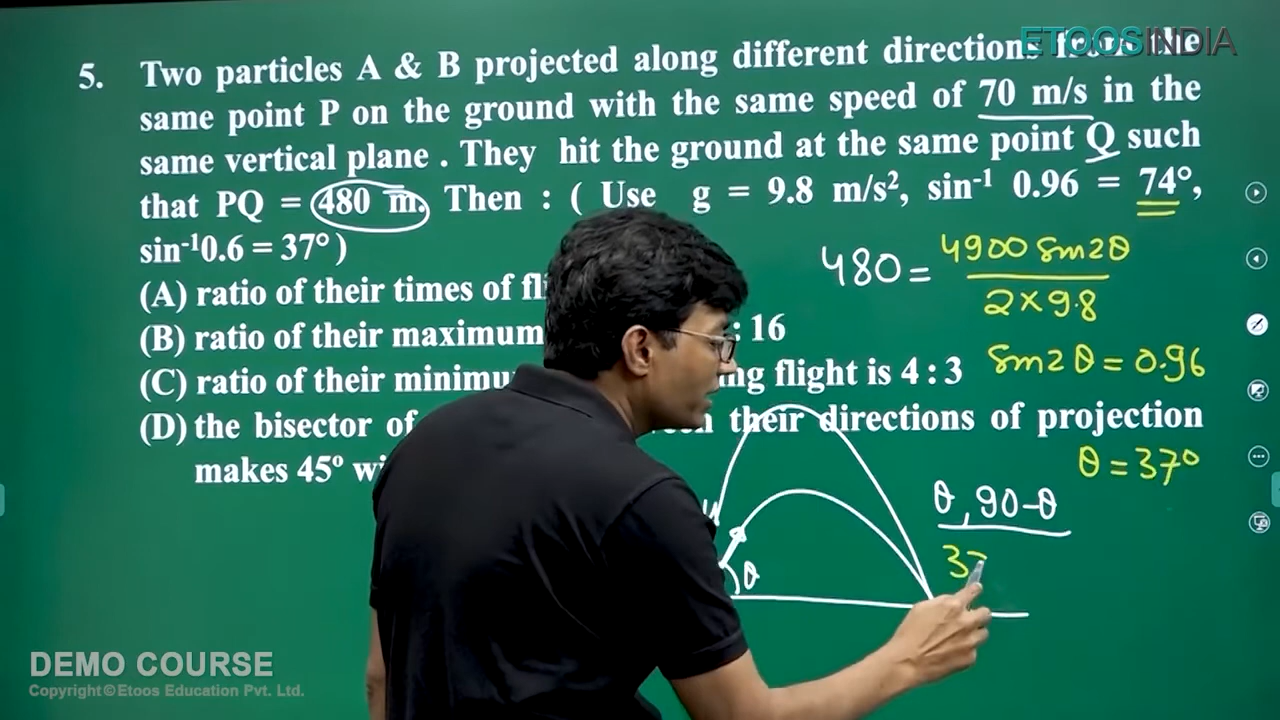 ETOOSINDIA
5. Two particles A & B projected along different directions from the
same point P on the ground with the same speed of 70 m/s in the
same vertical plane . They hit the ground at the same point Q such
that PQ = 480 m. Then : ( Use g = 9.8 m/s², sin⁻¹ 0.96 = 74°,
sin⁻¹0.6 = 37°)
480 = 4900 Sin2θ
2×9.8
(A) ratio of their times of fl
(B) ratio of their maximum : 16
(C) ratio of their minimu ng flight is 4 : 3
Sin2θ = 0.96
(D) the bisector of their directions of projection
makes 45° wi
θ = 37°
θ, 90-θ
u
θ
37
DEMO COURSE
Copyright © Etoos Education Pvt. Ltd.